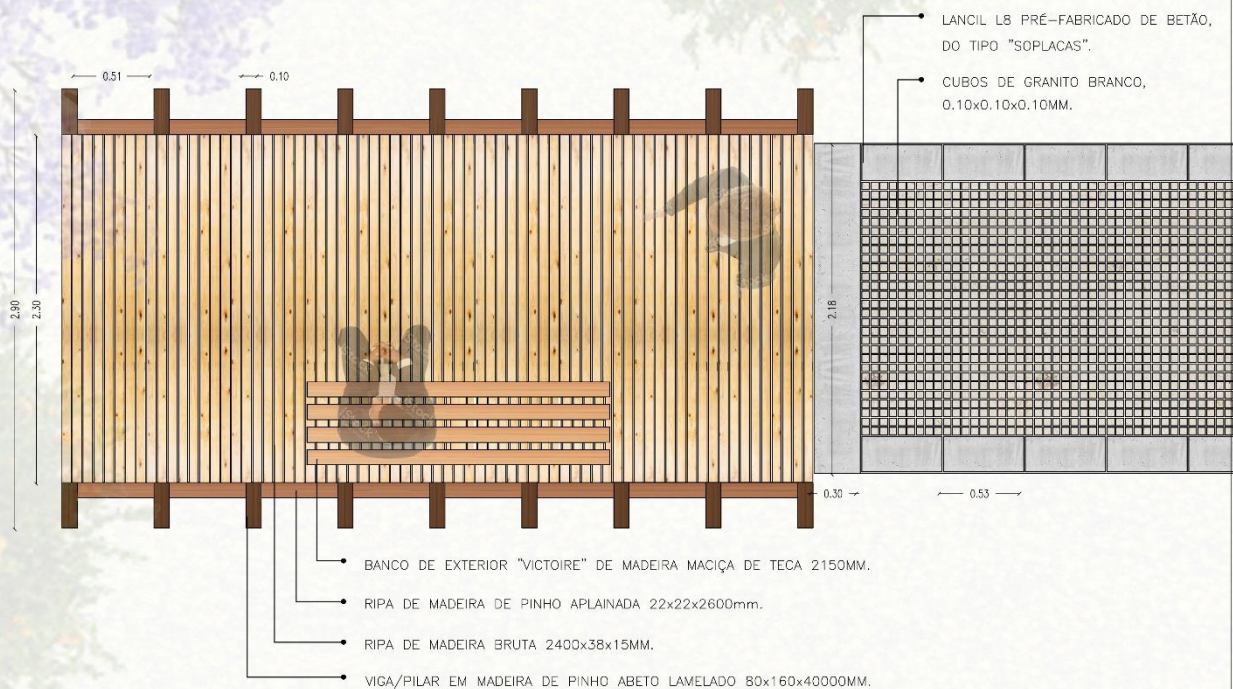 LANCIL L8 PRÉ-FABRICADO DE BETÃO,
DO TIPO "SOPLACAS".
CUBOS DE GRANITO BRANCO,
0.10x0.10x0.10MM.
0.51
0.10
2.90
2.30
2.18
0.30
0.53
BANCO DE EXTERIOR "VICTOIRE" DE MADEIRA MACIÇA DE TECA 2150MM.
RIPA DE MADEIRA DE PINHO APLAINADA 22x22x2600mm.
RIPA DE MADEIRA BRUTA 2400x38x15MM.
VIGA/PILAR EM MADEIRA DE PINHO ABETO LAMELADO 80x160x40000MM.